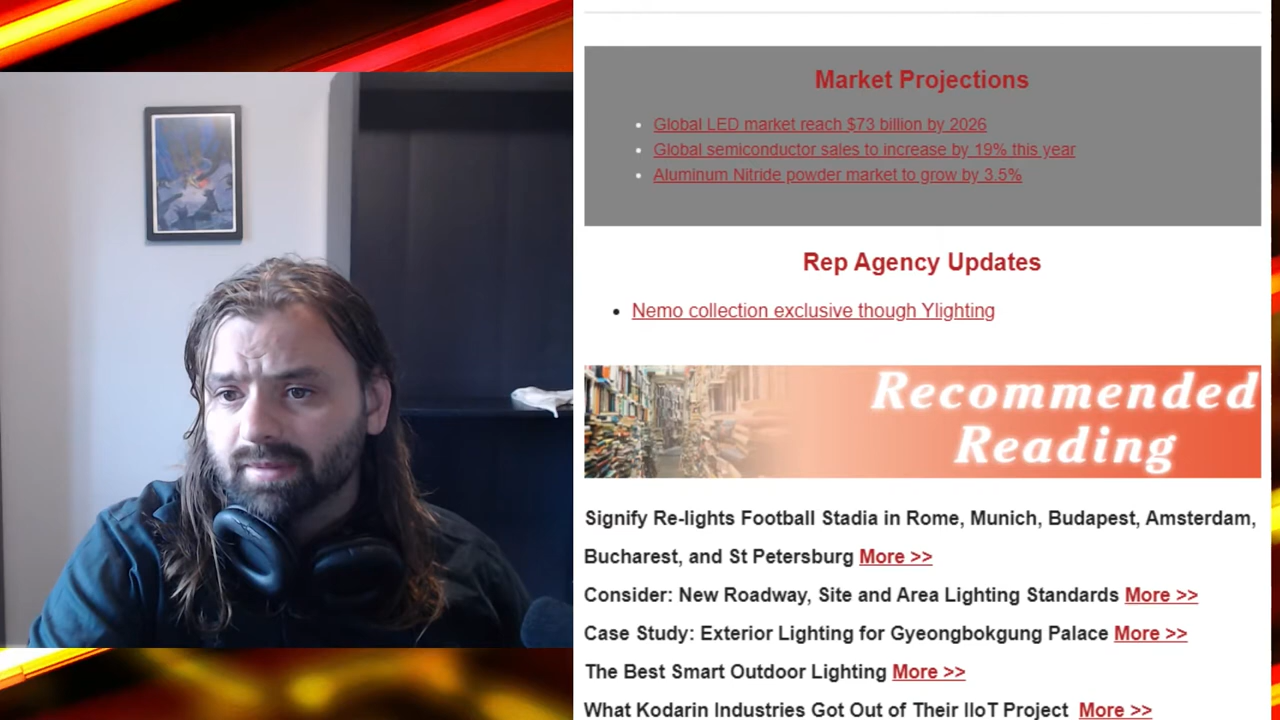 Market Projections
Global LED market reach $73 billion by 2026
Global semiconductor sales to increase by 19% this year
Aluminum Nitride powder market to grow by 3.5%
Rep Agency Updates
Nemo collection exclusive though Ylighting
Recommended
Reading
Signify Re-lights Football Stadia in Rome, Munich, Budapest, Amsterdam,
Bucharest, and St Petersburg More >>
Consider: New Roadway, Site and Area Lighting Standards More >>
Case Study: Exterior Lighting for Gyeongbokgung Palace More >>
The Best Smart Outdoor Lighting More >>
What Kodarin Industries Got Out of Their IIoT Project More >>